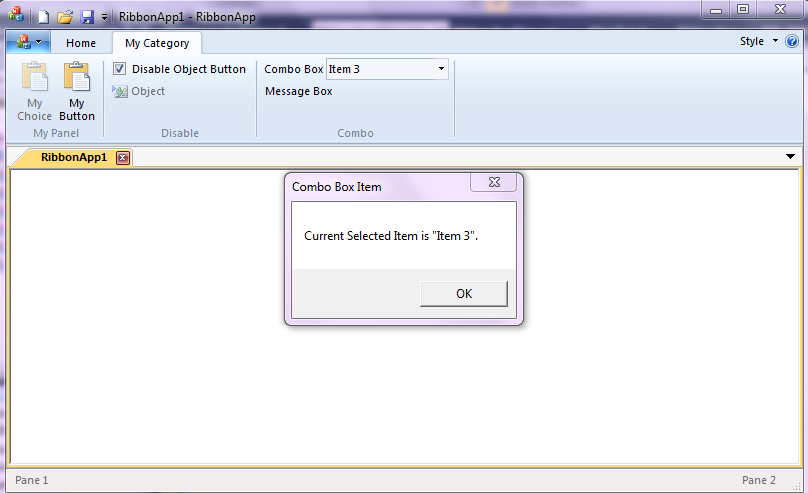 RibbonApp1 - RibbonApp
Home
My Category
Style
My Choice
My Button
My Panel
Disable Object Button
Object
Disable
Combo Box Item 3
Message Box
Combo
RibbonApp1
Combo Box Item
Current Selected Item is "Item 3".
OK
Pane 1
Pane 2